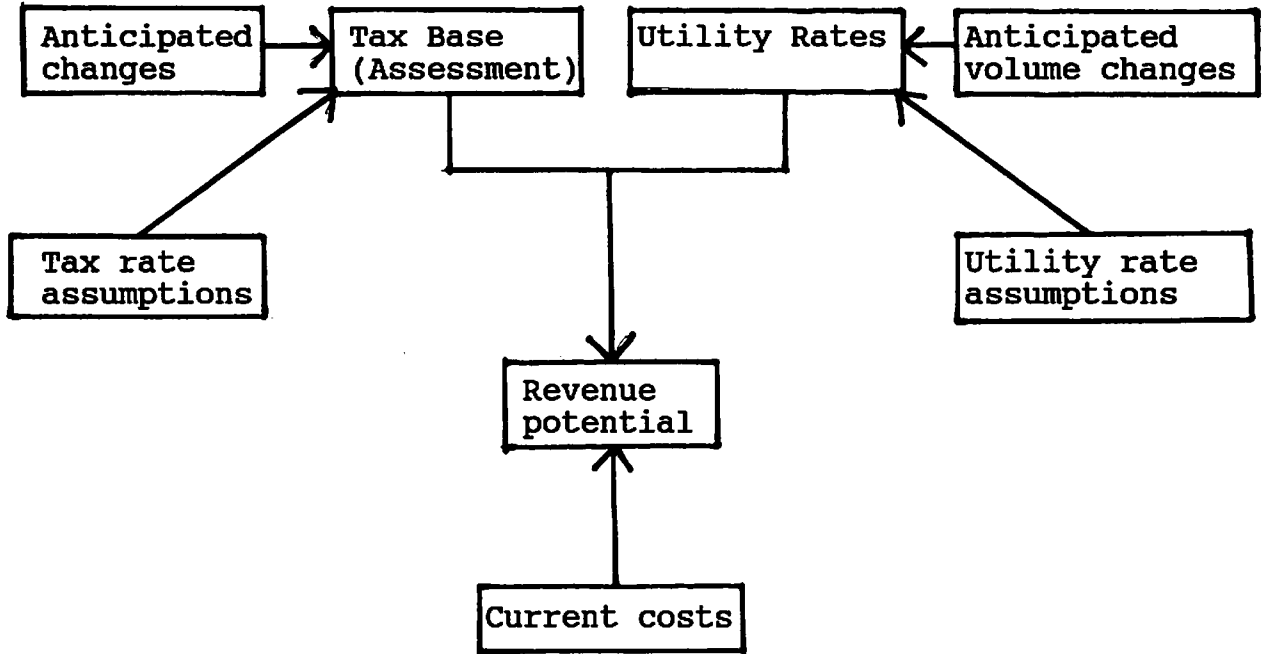 Anticipated
changes
Tax Base
(Assessment)
Utility Rates
Anticipated
volume changes
Tax rate
assumptions
Utility rate
assumptions
Revenue
potential
Current costs